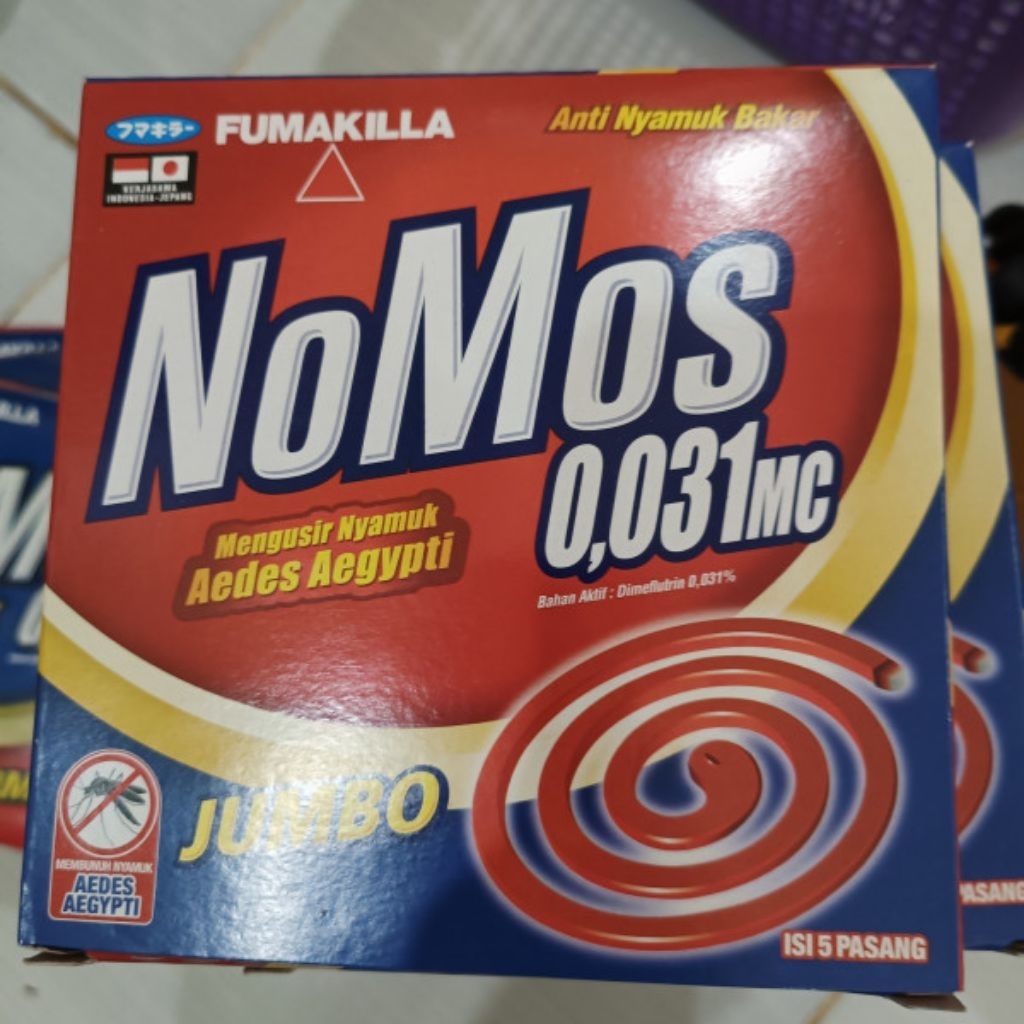 フマキラー FUMAKILLA
Anti Nyamuk Bakar
KERJASAMA
INDONESIA-JEPANG
NoMos
0,031MC
Mengusir Nyamuk
Aedes Aegypti
Bahan Aktif : Dimeflutrin 0,031%
JUMBO
MEMBUNUH NYAMUK
AEDES
AEGYPTI
ISI 5 PASANG
PASANG